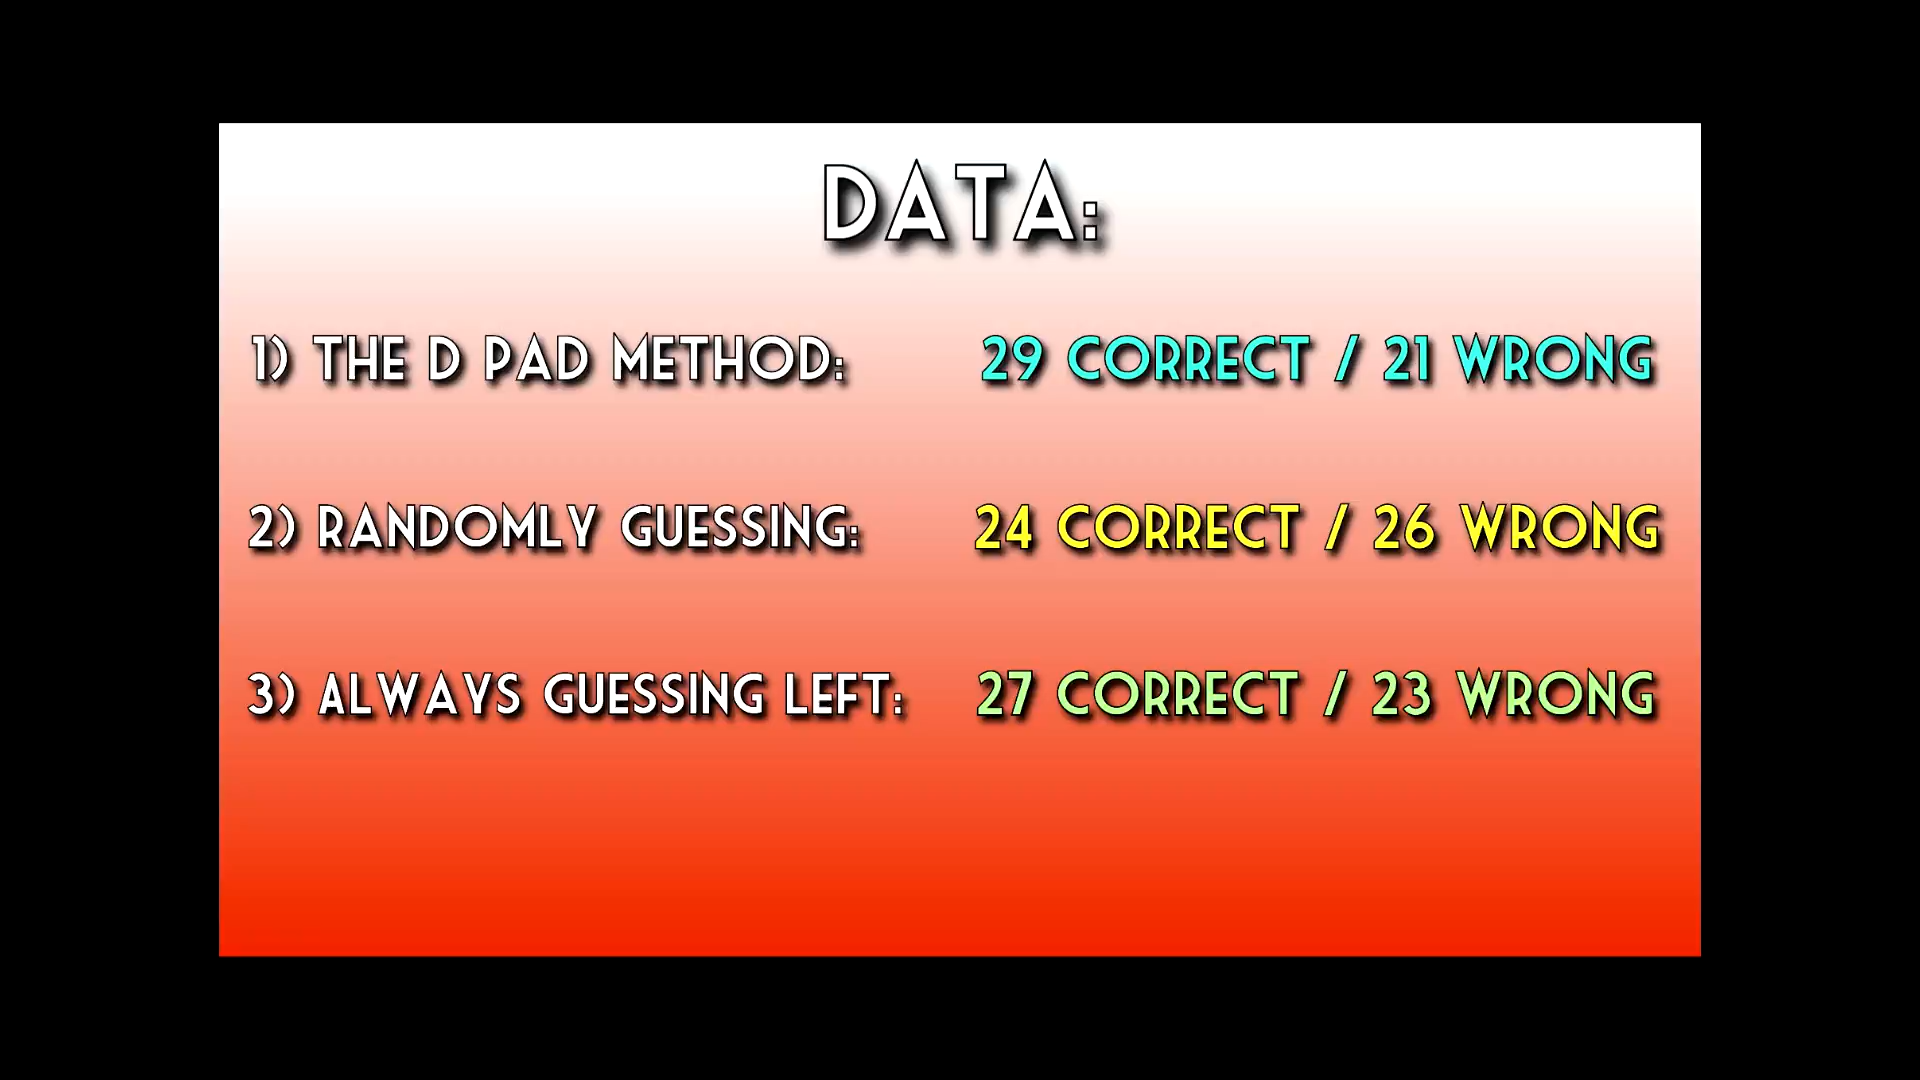 DATA:
1) THE D PAD METHOD: 29 CORRECT / 21 WRONG
2) RANDOMLY GUESSING: 24 CORRECT / 26 WRONG
3) ALWAYS GUESSING LEFT: 27 CORRECT / 23 WRONG